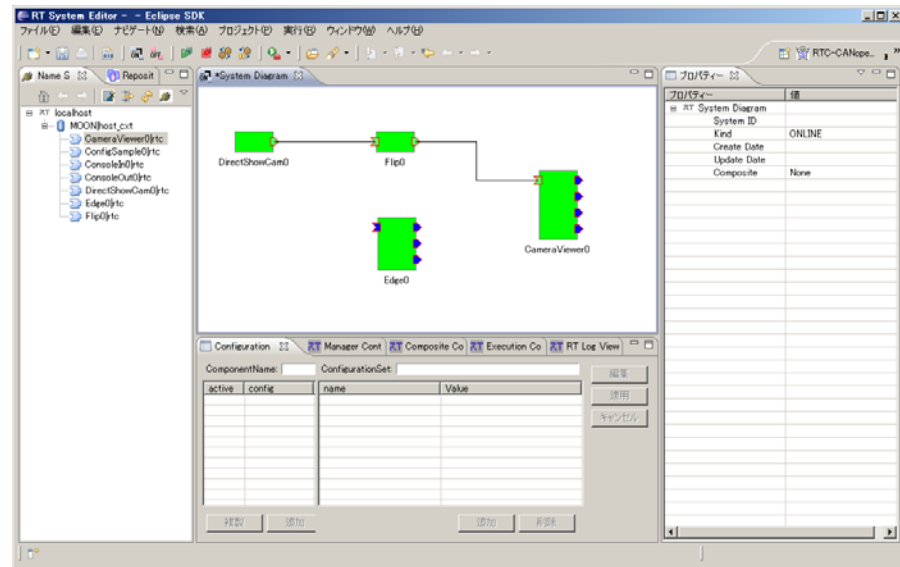 RT System Editor - - Eclipse SDK
ファイル(F) 編集(E) ナビゲート(N) 検索(A) プロジェクト(P) 実行(R) ウィンドウ(W) ヘルプ(H)
RTC-CANope...
Name S
Reposit
*System Diagram
プロパティー
localhost
MOON|host_cxt
CameraViewer0|rtc
ConfigSample0|rtc
ConsoleIn0|rtc
ConsoleOut0|rtc
DirectShowCam0|rtc
Edge0|rtc
Flip0|rtc
DirectShowCam0
Flip0
CameraViewer0
Edge0
プロパティー 値
RT System Diagram
System ID
Kind ONLINE
Create Date
Update Date
Composite None
Configuration RT Manager Cont RT Composite Co RT Execution Co RT RT Log View
ComponentName: ConfigurationSet:
編集
active config name Value
適用
キャンセル
複製 追加 追加 削除